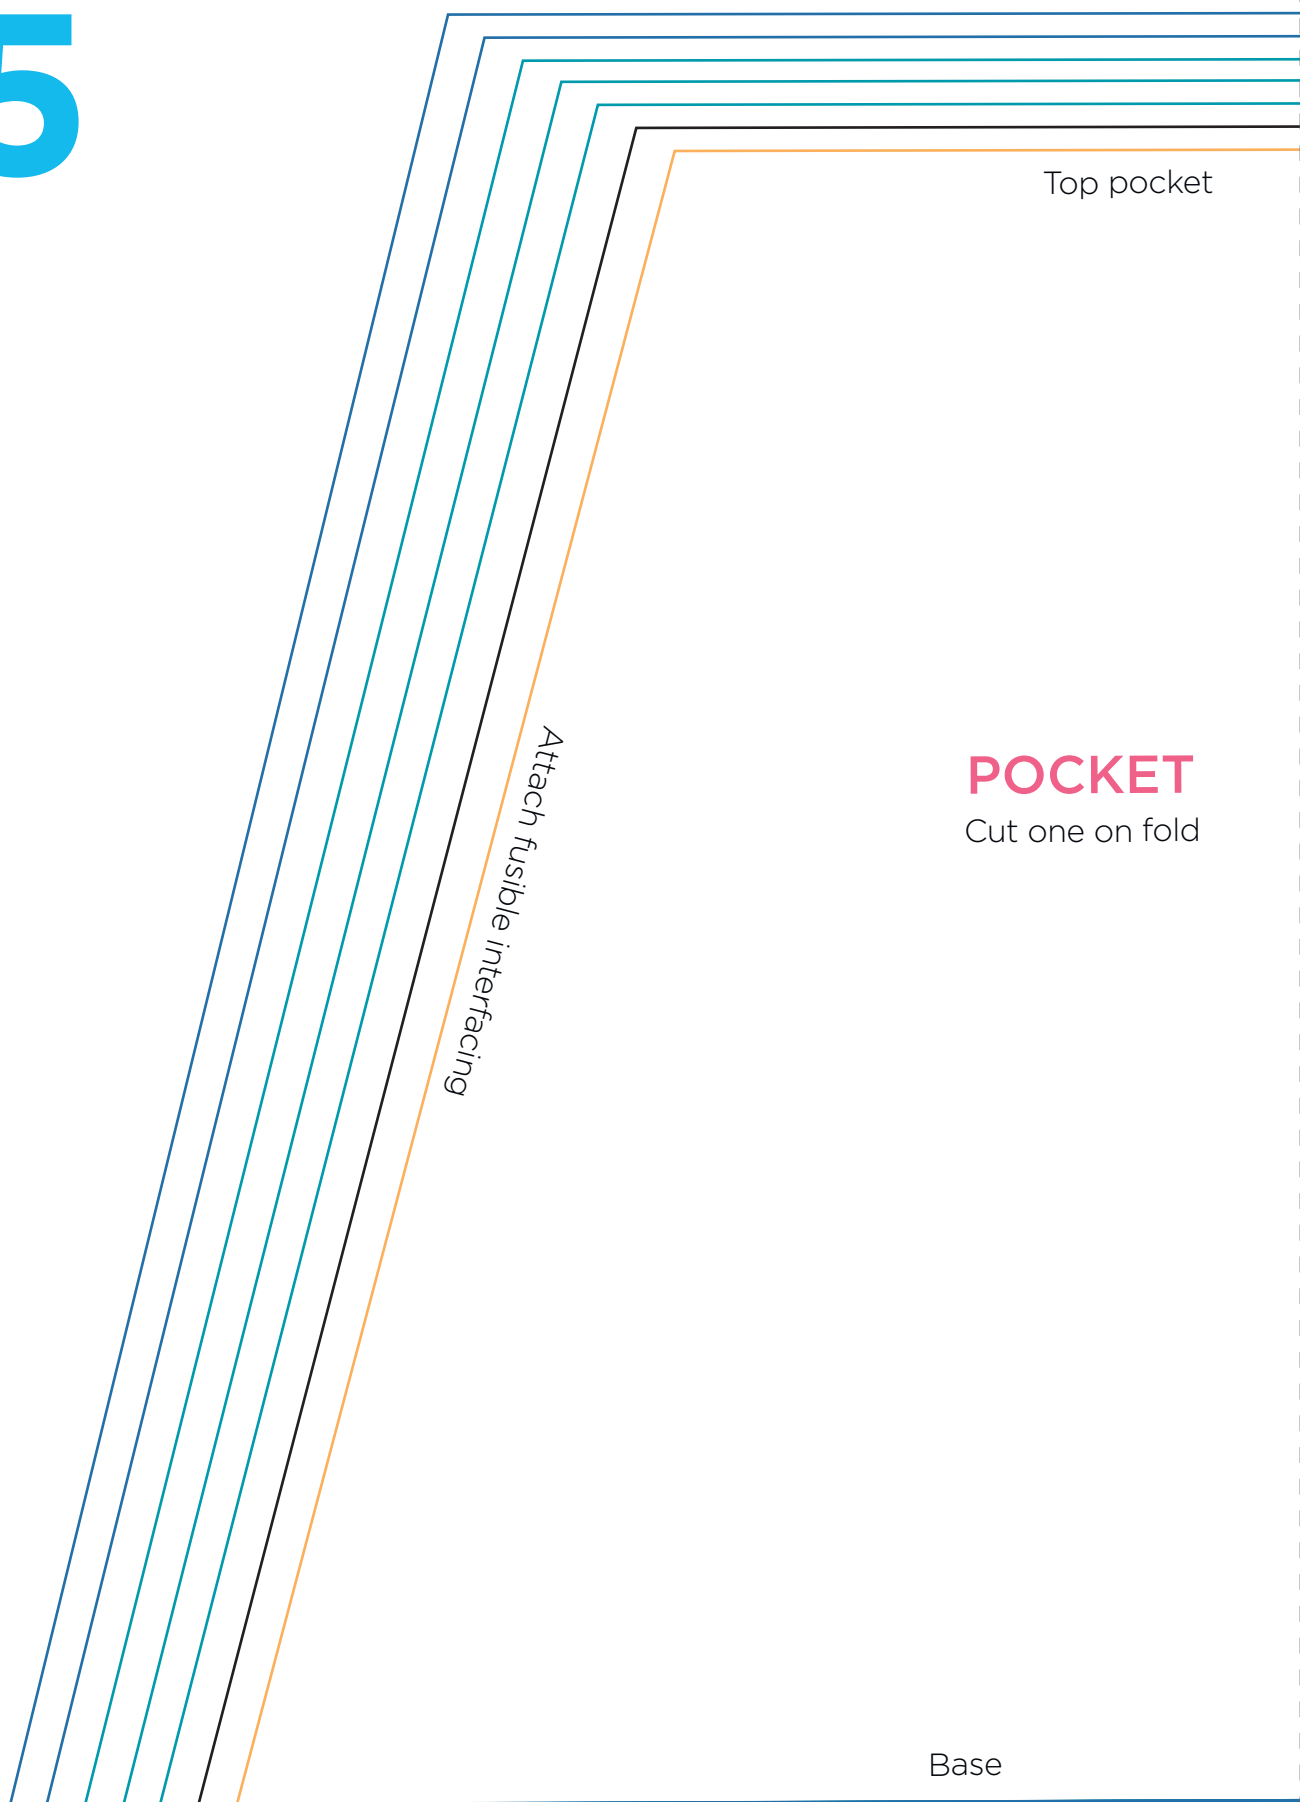 5
Top pocket
Attach fusible interfacing
POCKET
Cut one on fold
Base